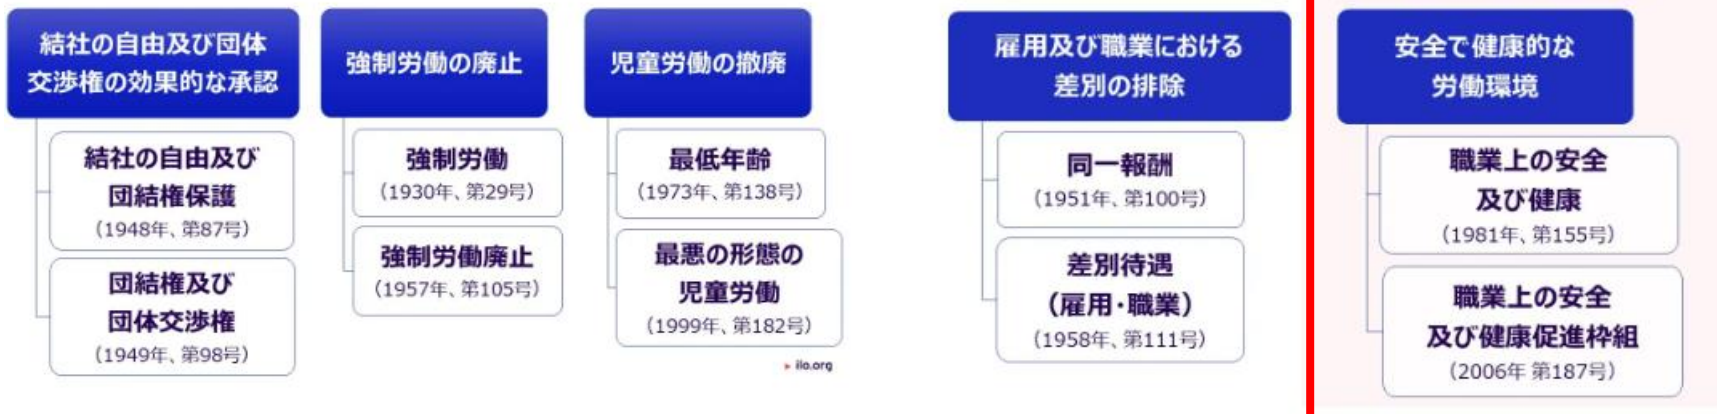 結社の自由及び団体
交渉権の効果的な承認
結社の自由及び
団結権保護
（1948年、第87号）
団結権及び
団体交渉権
（1949年、第98号）
強制労働の廃止
強制労働
（1930年、第29号）
強制労働廃止
（1957年、第105号）
児童労働の撤廃
最低年齢
（1973年、第138号）
最悪の形態の
児童労働
（1999年、第182号）
ilo.org
雇用及び職業における
差別の排除
同一報酬
（1951年、第100号）
差別待遇
（雇用・職業）
（1958年、第111号）
安全で健康的な
労働環境
職業上の安全
及び健康
（1981年、第155号）
職業上の安全
及び健康促進枠組
（2006年 第187号）